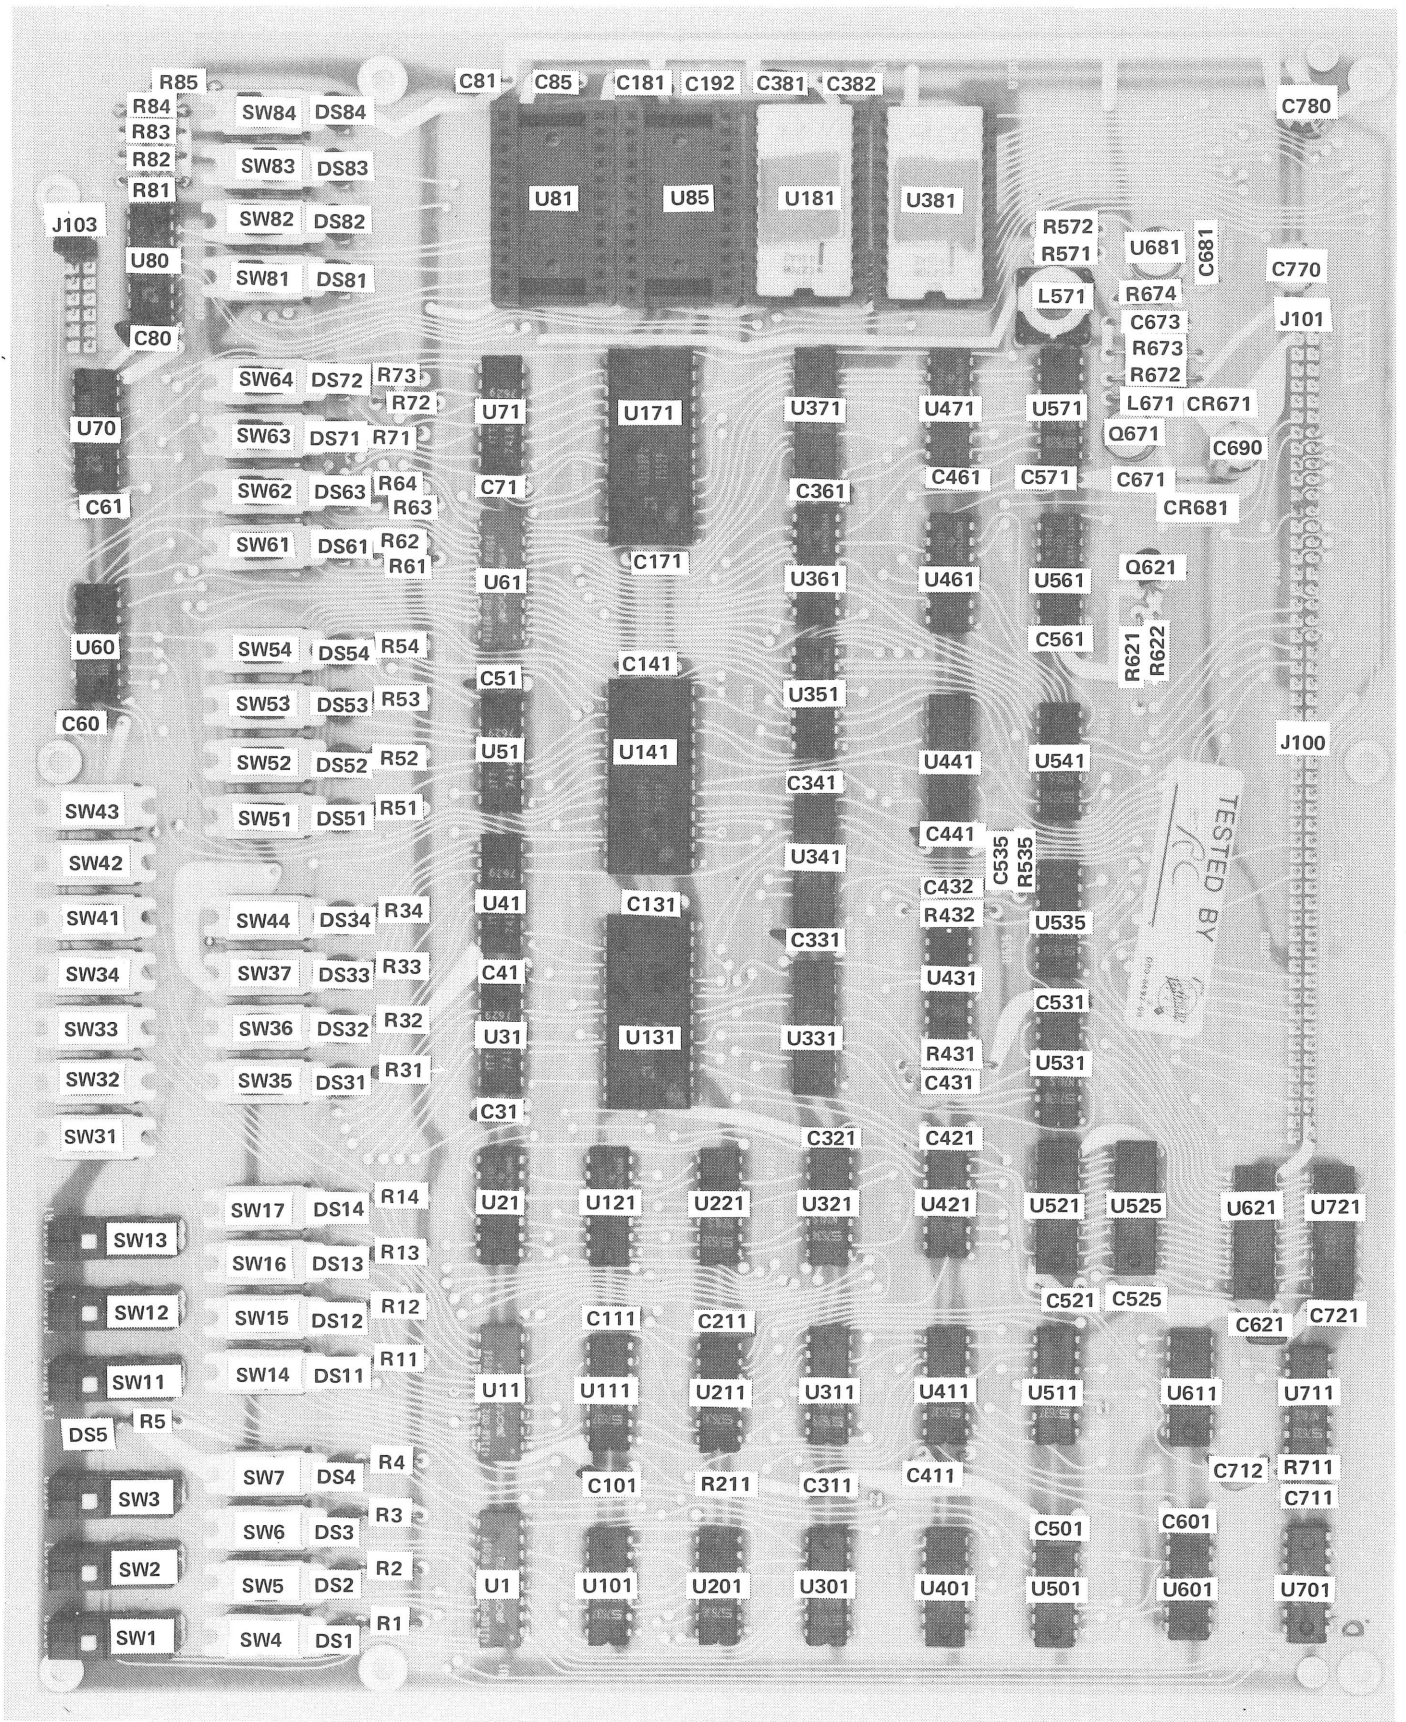 R85 C81 C85 C181 C192 C381 C382
R84 SW84 DS84 C780
R83
R82 SW83 DS83
R81 U81 U85 U181 U381
J103 SW82 DS82 R572
U80 R571 U681 C681
SW81 DS81 L571 R674 C770
C80 C673 J101
R673
SW64 DS72 R73 R672
R72 U71 U171 U371 U471 U571 L671 CR671
U70 SW63 DS71 R71 Q671 C690
SW62 DS63 R64 C71 C361 C461 C571 C671
C61 R63 CR681
SW61 DS61 R62
R61 C171 Q621
U61 U361 U461 U561
U60 SW54 DS54 R54 C561 R621 R622
C141
C51 U351
SW53 DS53 R53
C60
SW52 DS52 R52 U51 U141 U441 U541 J100
C341
SW43 SW51 DS51 R51
C441 C535 R535 TESTED BY
SW42 U341
C432
SW41 SW44 DS34 R34 U41 C131 R432 U535
C331
SW34 SW37 DS33 R33 C41 U431
C531
SW33 SW36 DS32 R32 U31 U131 U331
R431 U531
SW32 SW35 DS31 R31 C431
C31
SW31 C321 C421
SW17 DS14 R14 U21 U121 U221 U321 U421 U521 U525 U621 U721
SW13
SW16 DS13 R13
SW12 SW15 DS12 R12 C111 C211 C521 C525 C621 C721
SW11 SW14 DS11 R11 U11 U111 U211 U311 U411 U511 U611 U711
DS5 R5
SW7 DS4 R4 C101 R211 C311 C411 C712 R711
SW3 C711
SW6 DS3 R3 C501 C601
SW2 SW5 DS2 R2 U1 U101 U201 U301 U401 U501 U601 U701
SW1 SW4 DS1 R1